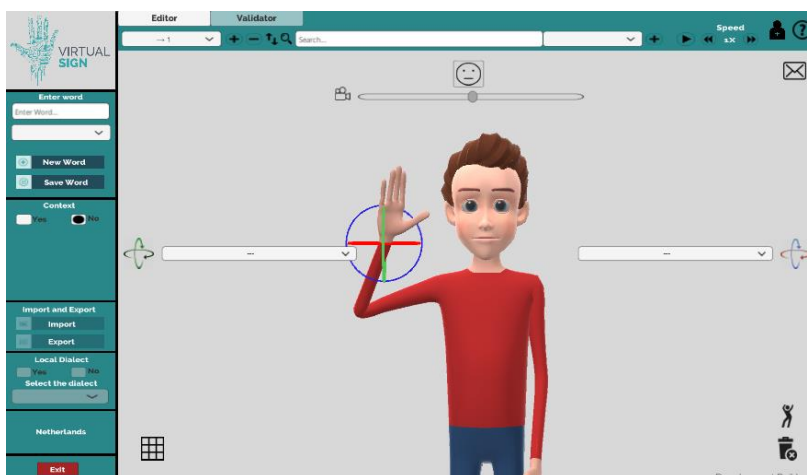 VIRTUAL
SIGN
Editor
Validator
→ 1
Search...
Speed
1X
Enter word
Enter Word...
New Word
Save Word
Context
Yes
No
---
---
Import and Export
Import
Export
Local Dialect
Yes
No
Select the dialect
Netherlands
Exit